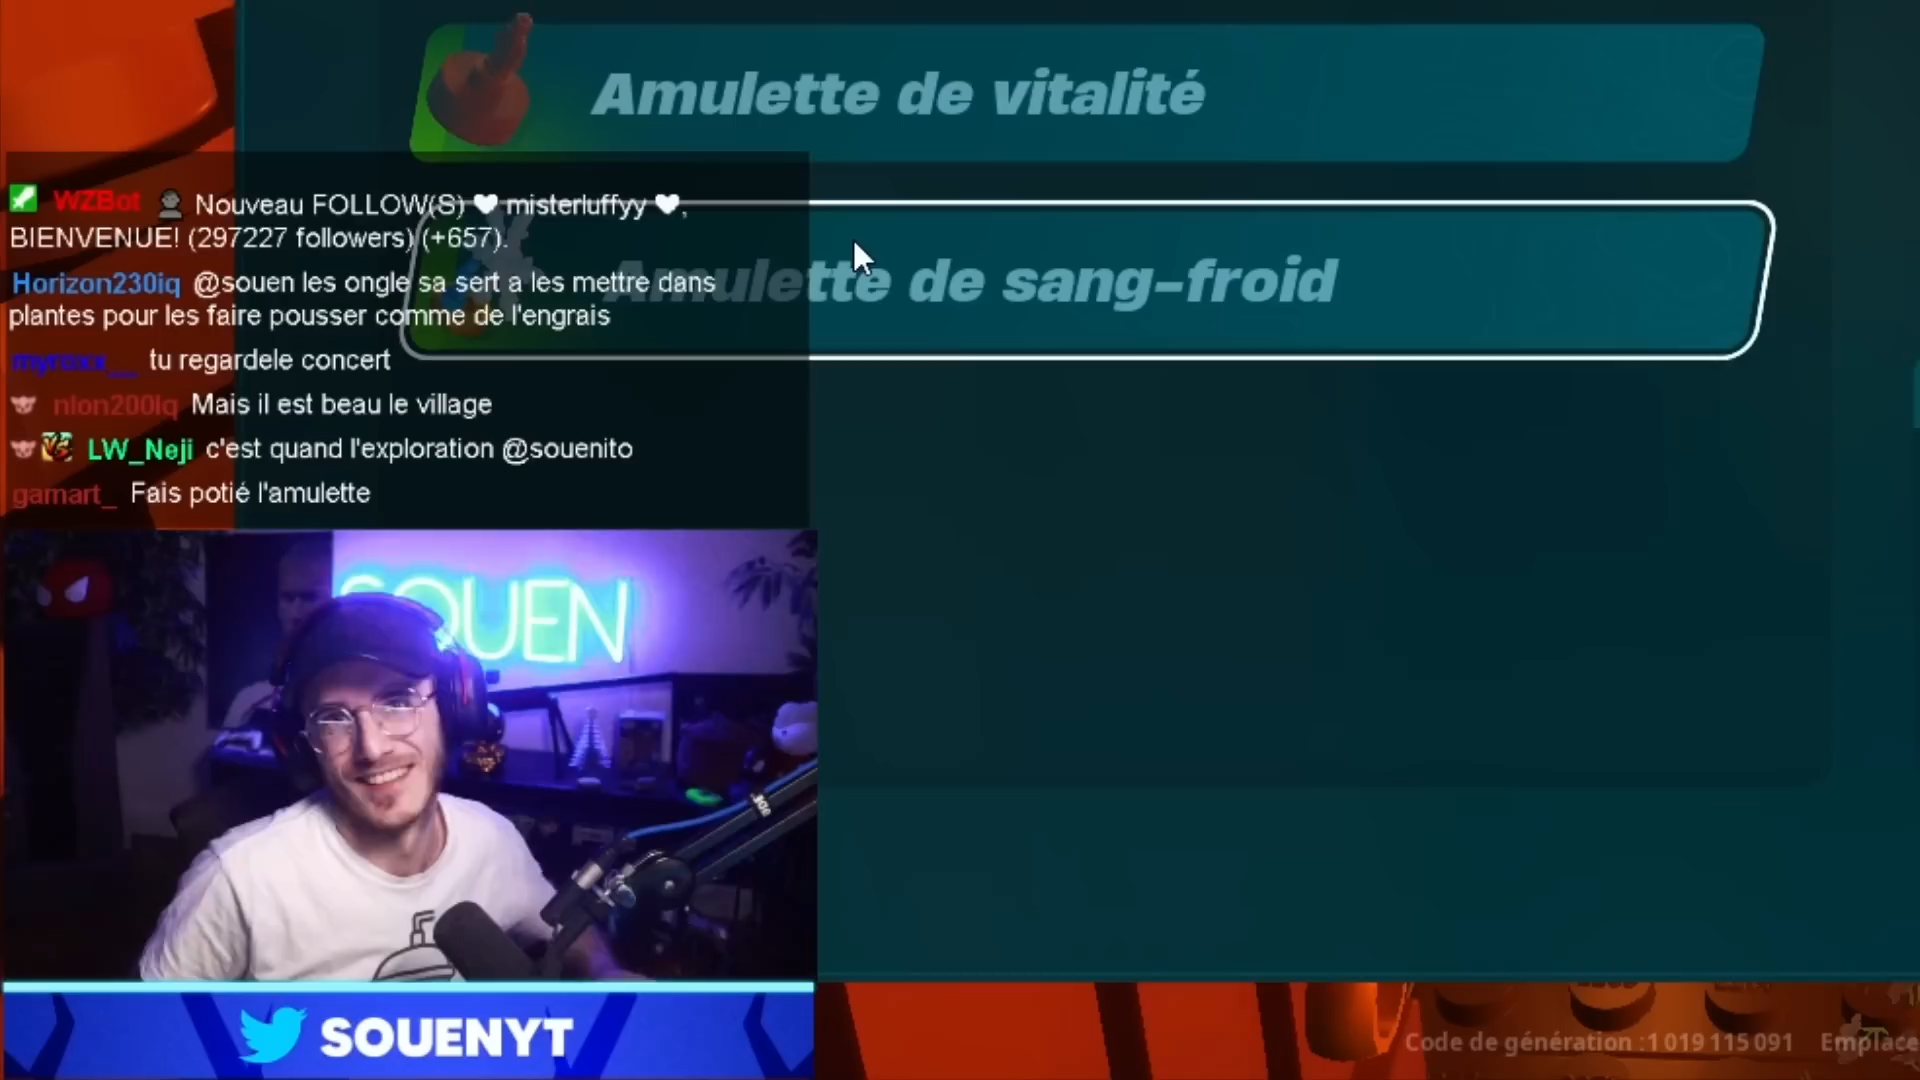 Amulette de vitalité
WZBot Nouveau FOLLOW(S) ♥ misterluffyy ♥,
BIENVENUE! (297227 followers) (+657).
Amulette de sang-froid
Horizon230iq @souen les ongle sa sert a les mettre dans
plantes pour les faire pousser comme de l'engrais
myroxx__ tu regardele concert
nion200iq Mais il est beau le village
LW_Neji c'est quand l'exploration @souenito
gamart_ Fais potié l'amulette
SOUEN
SOUENYT
Code de génération :1 019 115 091 Emplace